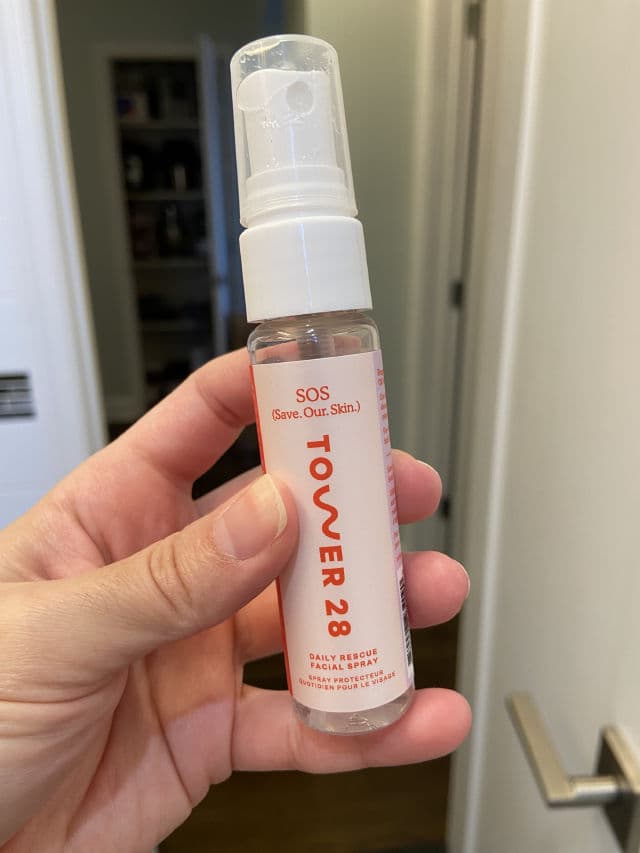 SOS
(Save. Our. Skin.)
TOWER 28
DAILY RESCUE
FACIAL SPRAY
SPRAY PROTECTEUR
QUOTIDIEN POUR LE VISAGE